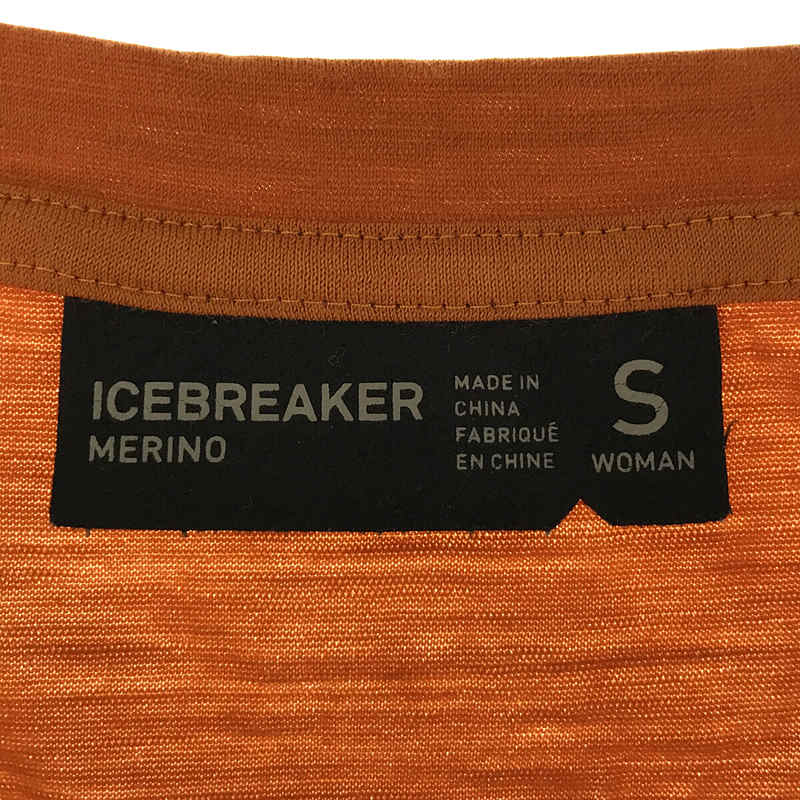 ICEBREAKER
MERINO
MADE IN
CHINA
FABRIQUÉ
EN CHINE
S
WOMAN